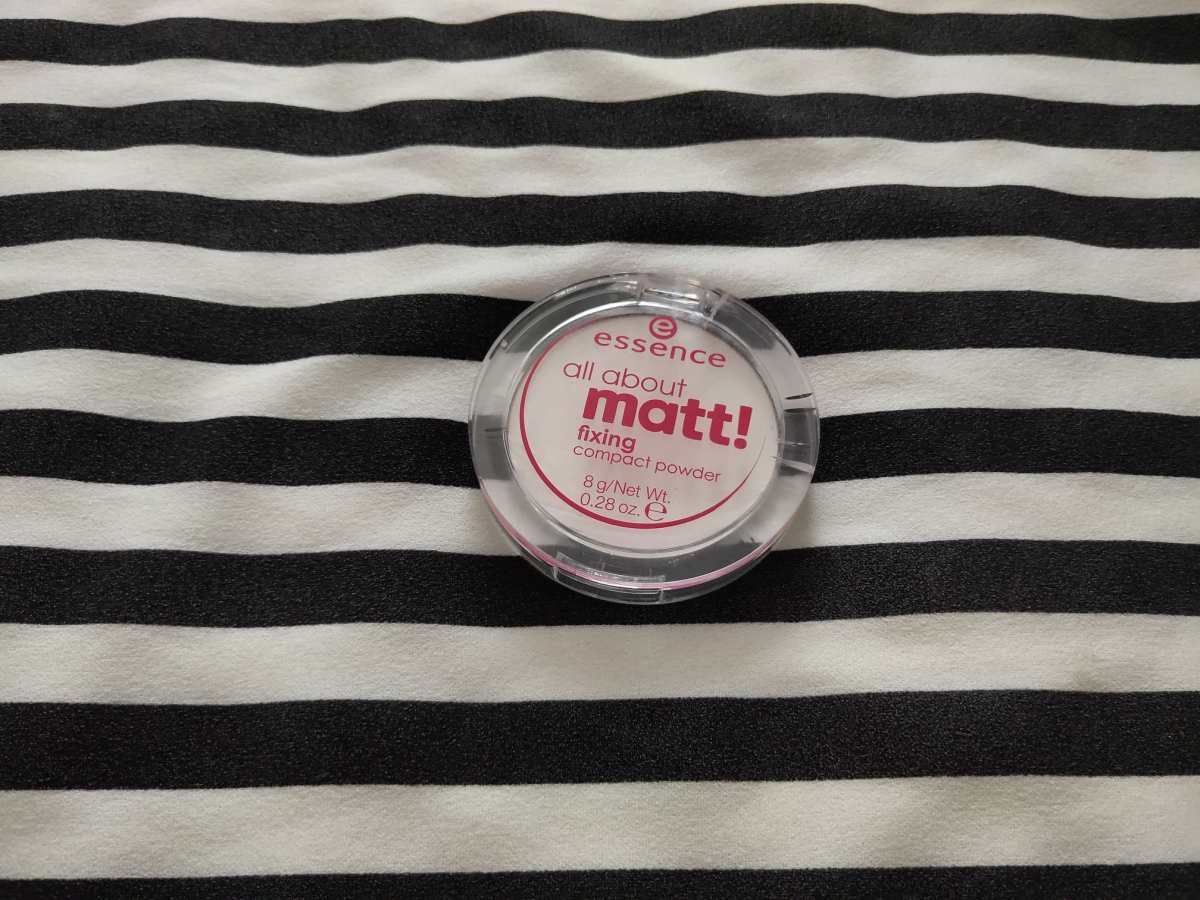 e
essence
all about
matt!
fixing
compact powder
8 g/Net Wt.
0.28 oz. ℮